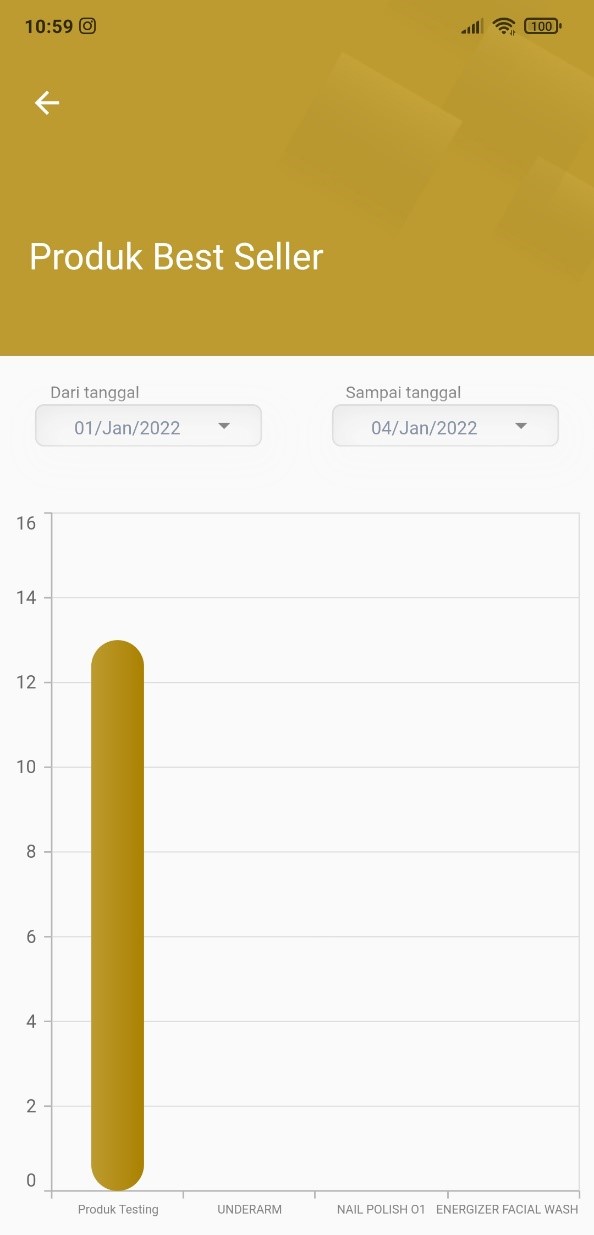 10:59
100
Produk Best Seller
Dari tanggal
Sampai tanggal
01/Jan/2022
04/Jan/2022
16
14
12
10
8
6
4
2
0
Produk Testing
UNDERARM
NAIL POLISH 01
ENERGIZER FACIAL WASH